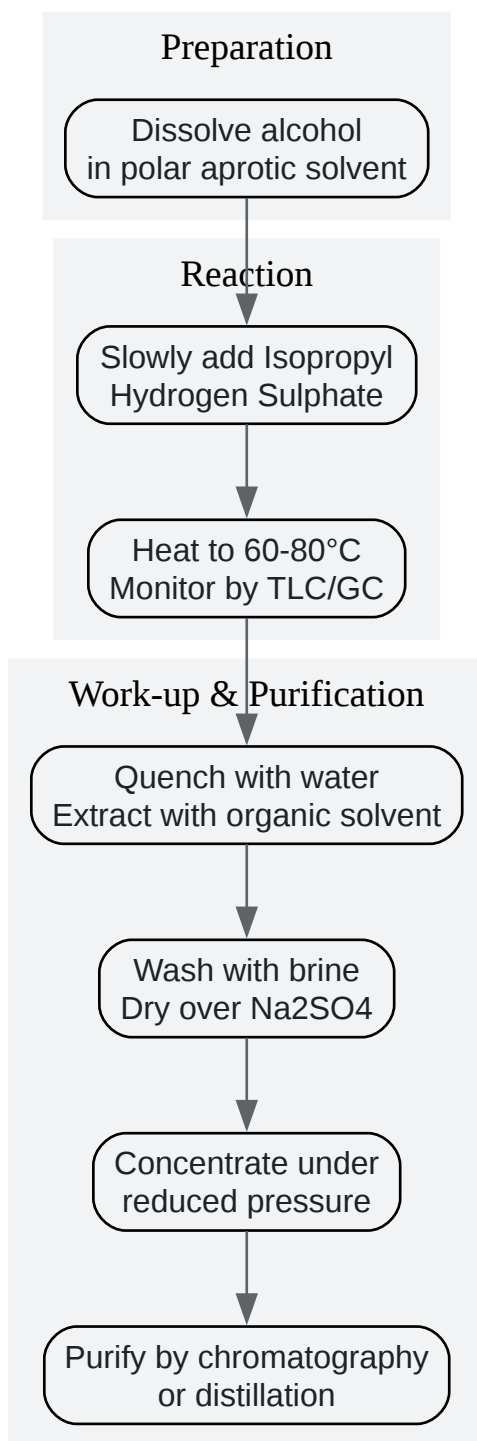 Preparation
Dissolve alcohol
in polar aprotic solvent
Reaction
Slowly add Isopropyl
Hydrogen Sulphate
Heat to 60-80°C
Monitor by TLC/GC
Work-up & Purification
Quench with water
Extract with organic solvent
Wash with brine
Dry over Na2SO4
Concentrate under
reduced pressure
Purify by chromatography
or distillation